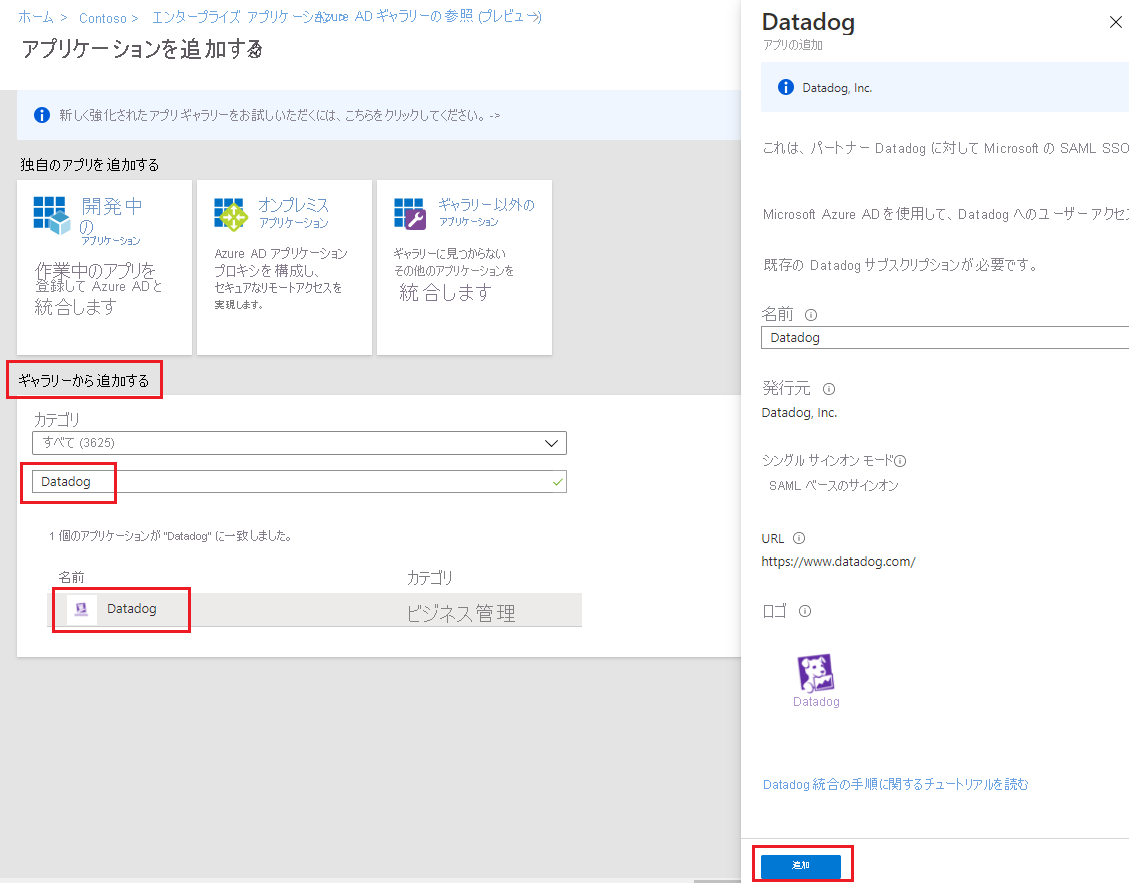 ホーム > Contoso > エンタープライズ アプリケーション > Azure AD ギャラリーの参照 (プレビュー)
アプリケーションを追加する
新しく強化されたアプリ ギャラリーをお試しいただくには、こちらをクリックしてください。 ->
独自のアプリを追加する
開発中
の
アプリケーション
作業中のアプリを
登録して Azure AD と
統合します
オンプレミス
アプリケーション
Azure AD アプリケーション
プロキシを構成し、
セキュアなリモートアクセスを
実現します。
ギャラリー以外の
アプリケーション
ギャラリーに見つからない
その他のアプリケーションを
統合します
ギャラリーから追加する
カテゴリ
すべて (3625)
Datadog
1 個のアプリケーションが "Datadog" に一致しました。
名前 カテゴリ
Datadog ビジネス管理
Datadog
アプリの追加
Datadog, Inc.
これは、パートナー Datadog に対して Microsoft の SAML SSO
Microsoft Azure AD を使用して、Datadog へのユーザー アクセス
既存の Datadog サブスクリプションが必要です。
名前
Datadog
発行元
Datadog, Inc.
シングル サインオン モード
SAML ベースのサインオン
URL
https://www.datadog.com/
ロゴ
Datadog
Datadog 統合の手順に関するチュートリアルを読む
追加